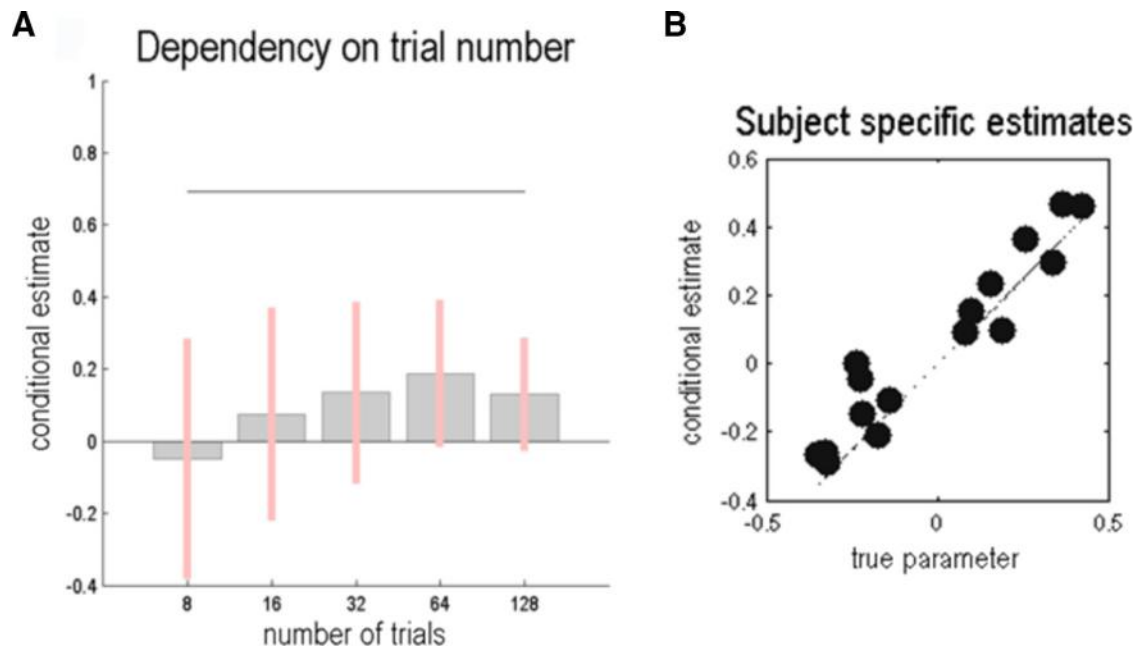 A
Dependency on trial number
1
0.8
0.6
0.4
0.2
0
-0.2
-0.4
conditional estimate
8 16 32 64 128
number of trials
B
Subject specific estimates
0.6
0.4
0.2
0
-0.2
-0.4
conditional estimate
-0.5 0 0.5
true parameter